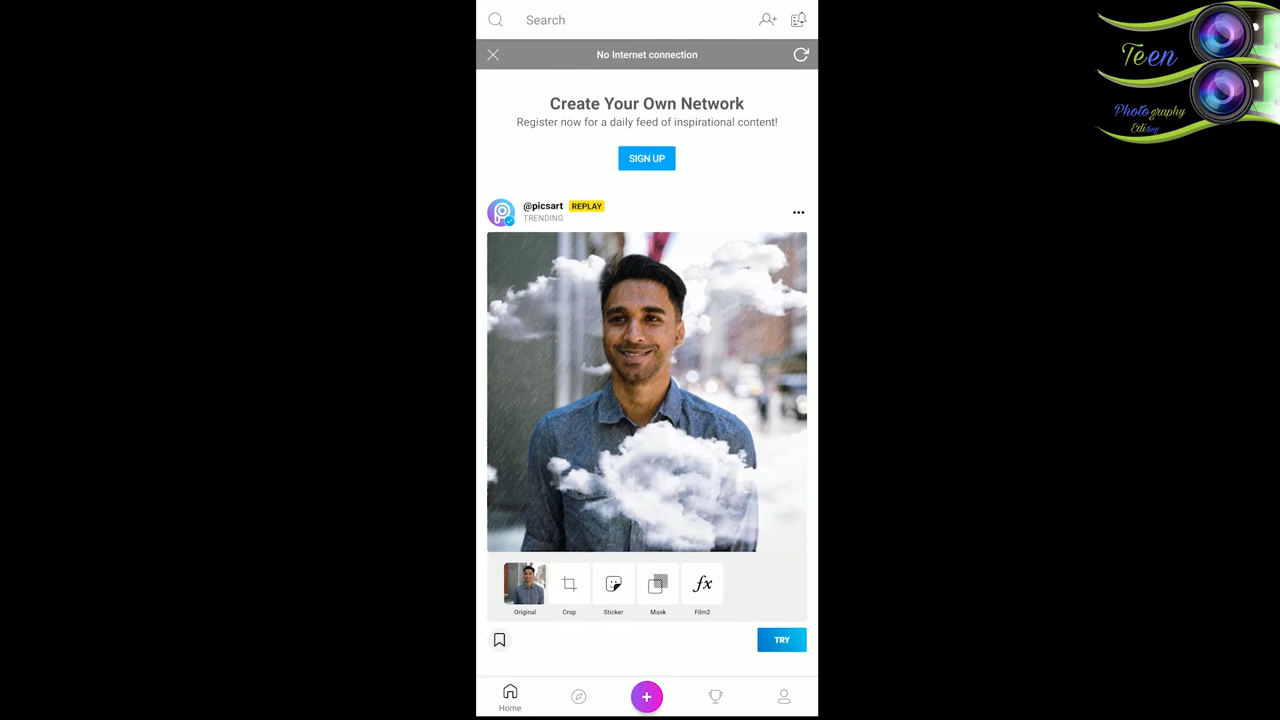 Search
No Internet connection
Create Your Own Network
Register now for a daily feed of inspirational content!
SIGN UP
@picsart REPLAY
TRENDING
Original Crop Sticker Mask fx Film2
TRY
Home
Teen
Photography
Editing